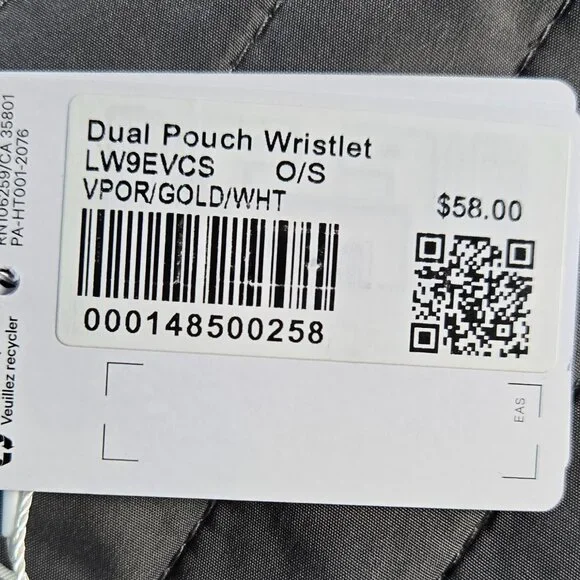 Dual Pouch Wristlet
LW9EVCS O/S
VPOR/GOLD/WHT
$58.00
000148500258
EAS
RN106259/CA 35801
PA-HT001-2076
Veuillez recycler